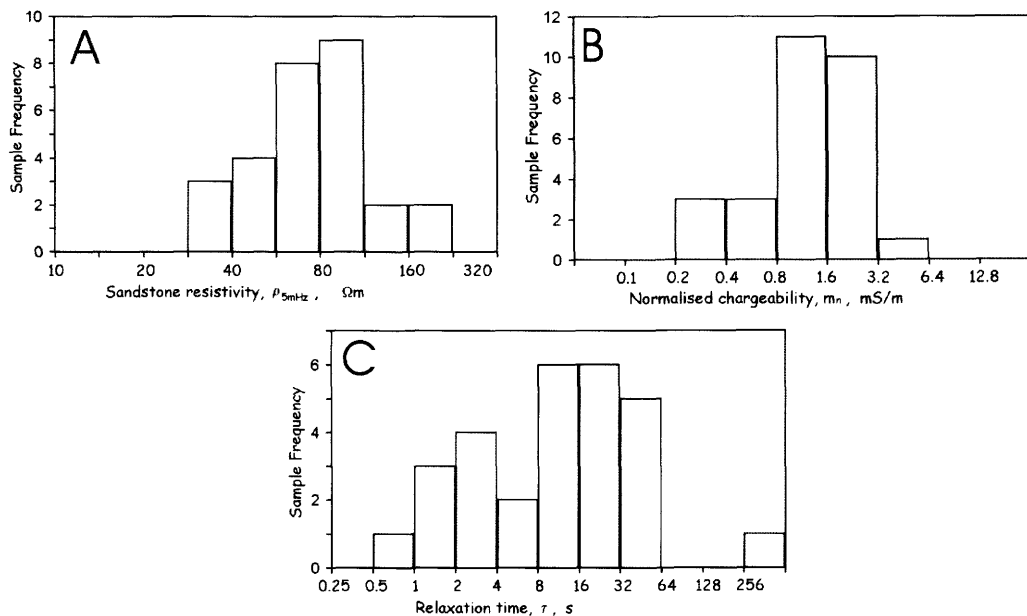 A
10
8
6
4
2
0
Sample Frequency
10 20 40 80 160 320
Sandstone resistivity, ρ5mHz , Ωm
B
12
10
8
6
4
2
0
Sample Frequency
0.1 0.2 0.4 0.8 1.6 3.2 6.4 12.8
Normalised chargeability, mn , mS/m
C
6
4
2
0
Sample Frequency
0.25 0.5 1 2 4 8 16 32 64 128 256
Relaxation time, τ , s